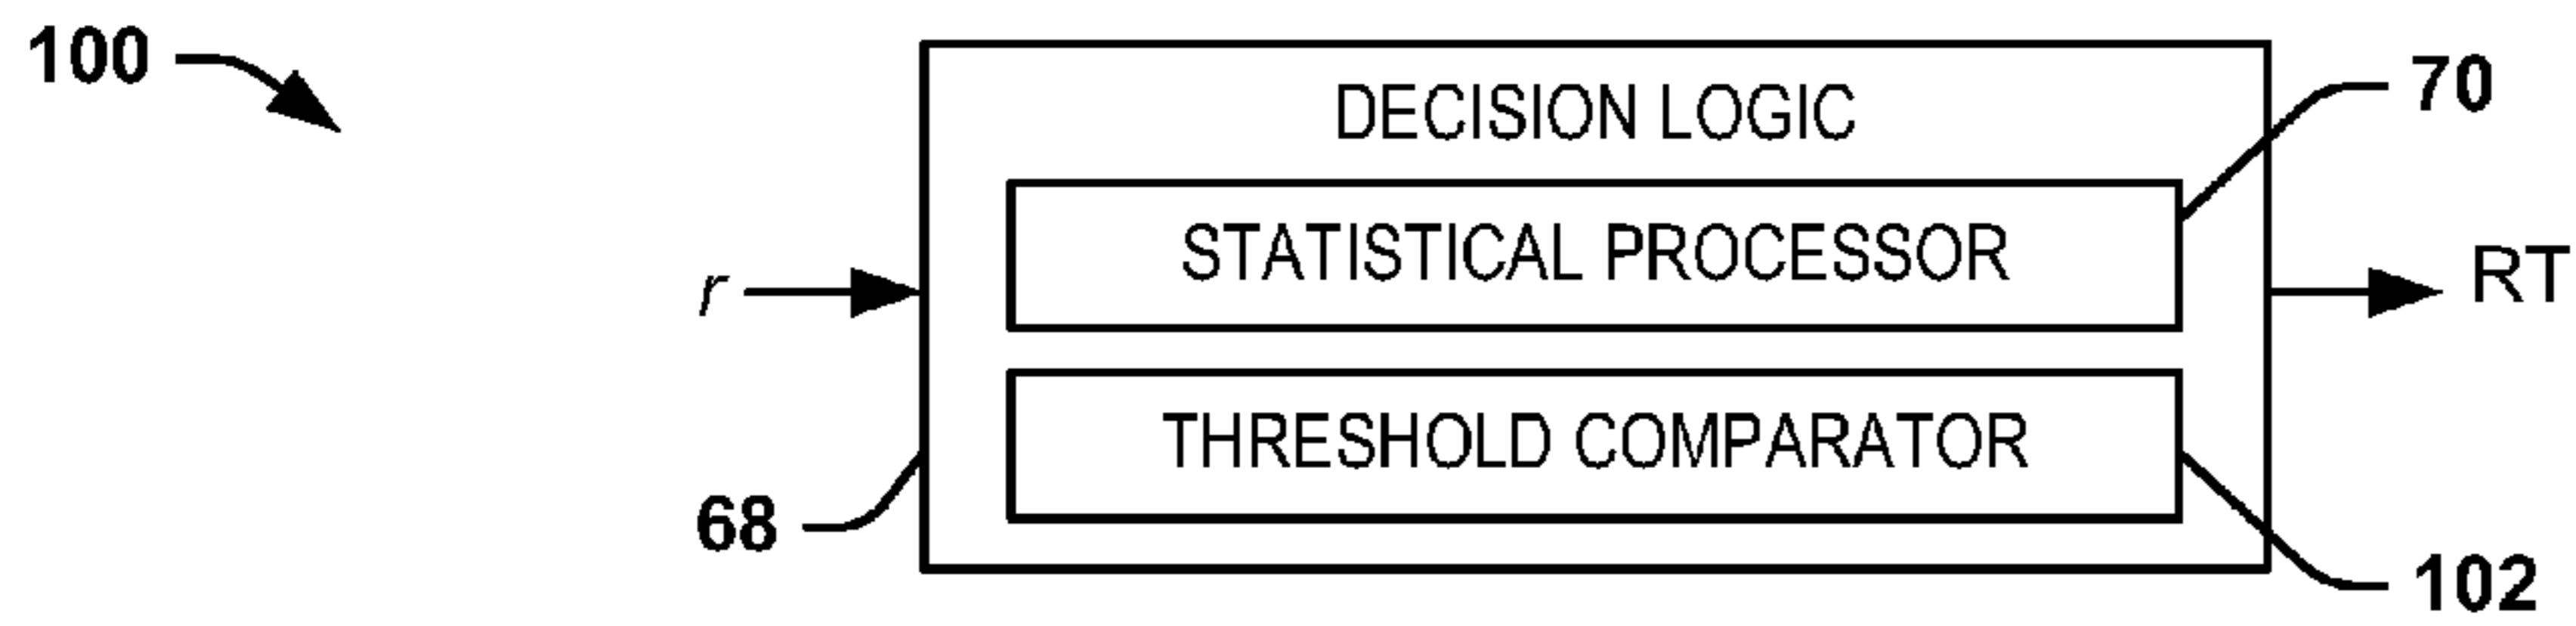 100
DECISION LOGIC
70
STATISTICAL PROCESSOR
r
RT
THRESHOLD COMPARATOR
68
102